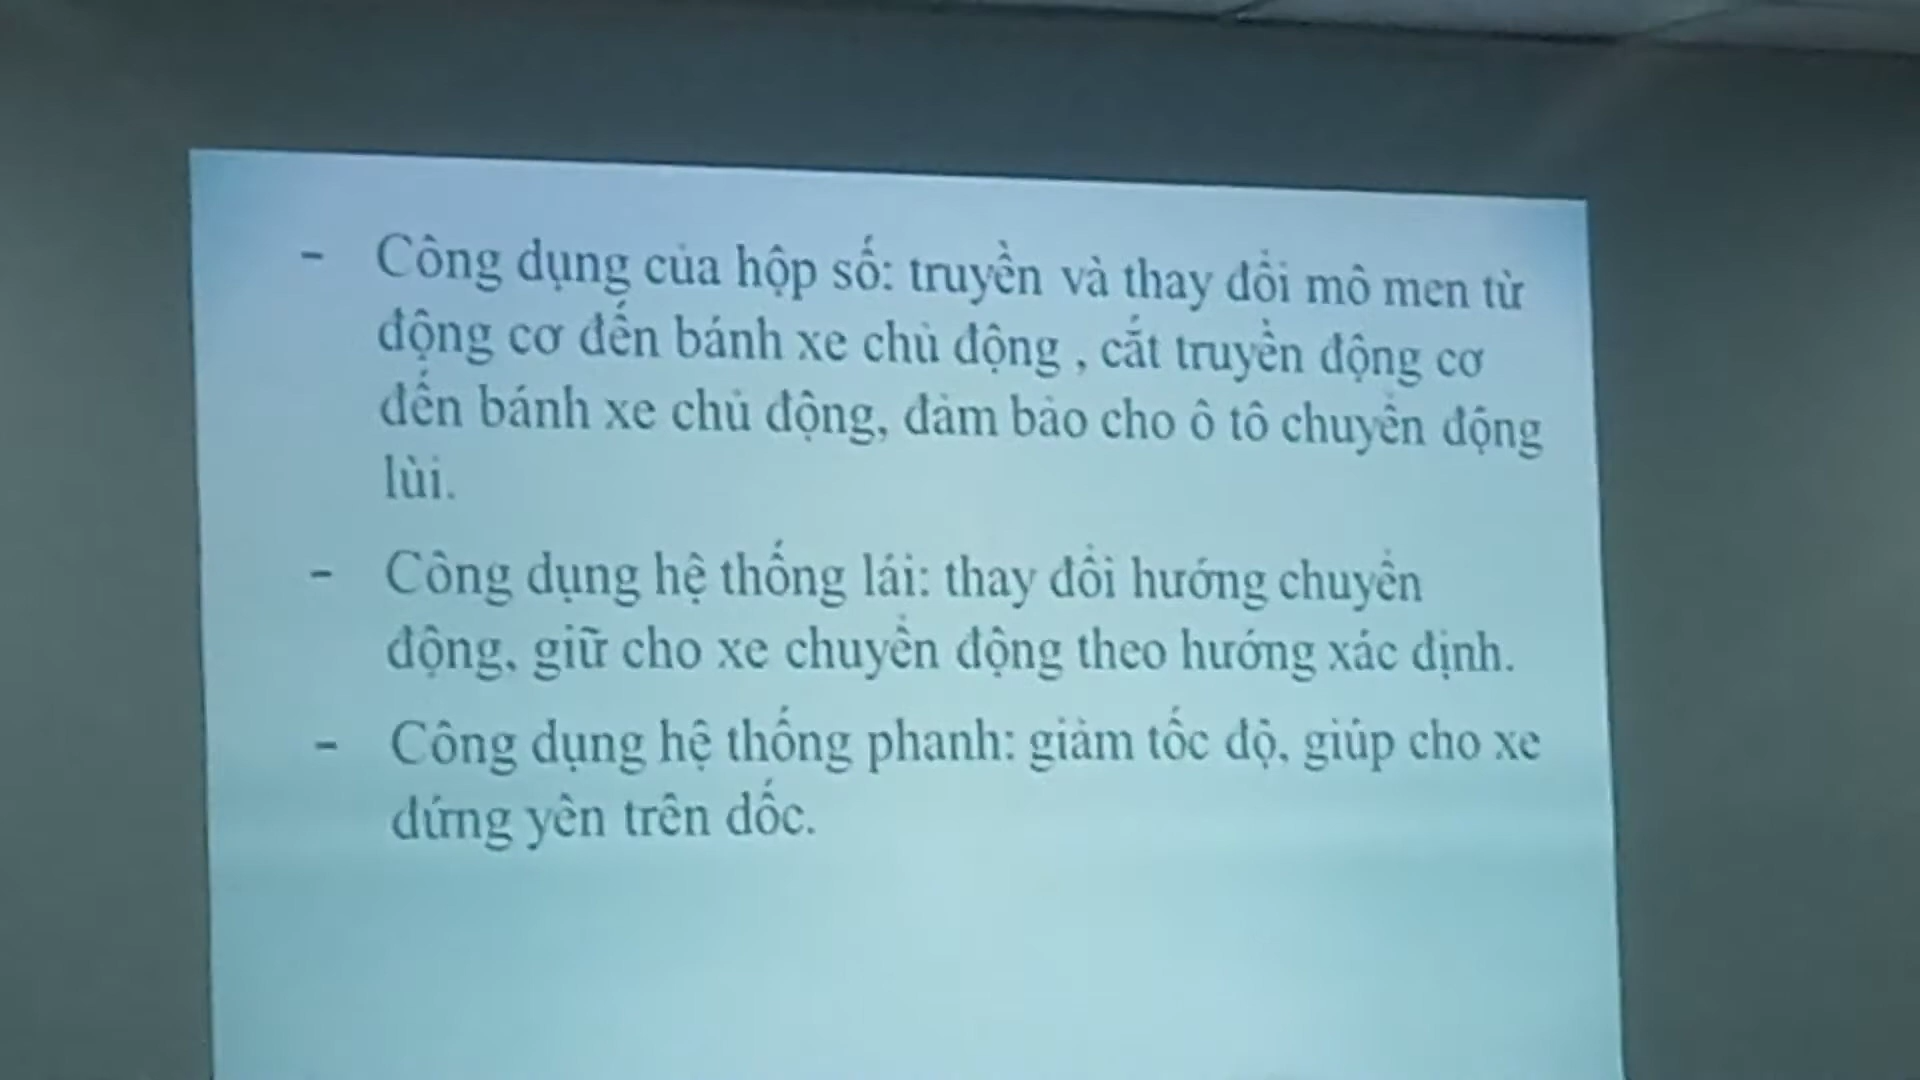 - Công dụng của hộp số: truyền và thay đổi mô men từ
động cơ đến bánh xe chủ động , cắt truyền động cơ
đến bánh xe chủ động, đảm bảo cho ô tô chuyển động
lùi.
- Công dụng hệ thống lái: thay đổi hướng chuyển
động, giữ cho xe chuyển động theo hướng xác định.
- Công dụng hệ thống phanh: giảm tốc độ, giúp cho xe
đứng yên trên dốc.